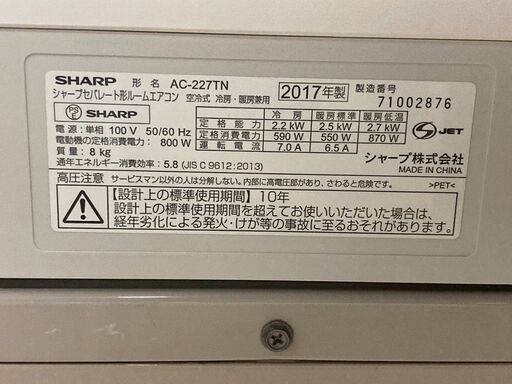 SHARP 形名 AC-227TN 2017年製 製造番号 71002876
シャープセパレート形ルームエアコン 空冷式 冷房・暖房兼用
PS E SHARP
冷房 暖房標準 暖房低温
定格能力 2.2 kW 2.5 kW 2.7 kW
定格消費電力 590 W 550 W 870 W
運転電流 7.0 A 6.5 A
電源:単相 100 V 50/60 Hz
電動機の定格消費電力: 800 W
質量:8 kg
通年エネルギー消費効率: 5.8 (JIS C 9612:2013)
S JET
シャープ株式会社
MADE IN CHINA
高圧注意 サービスマン以外の人は分解しない。内部に高電圧部があり、さわると危険です。
>PET<
【設計上の標準使用期間】10年
設計上の標準使用期間を超えてお使いいただいた場合は、
経年劣化による発火・けが等の事故に至るおそれがあります。